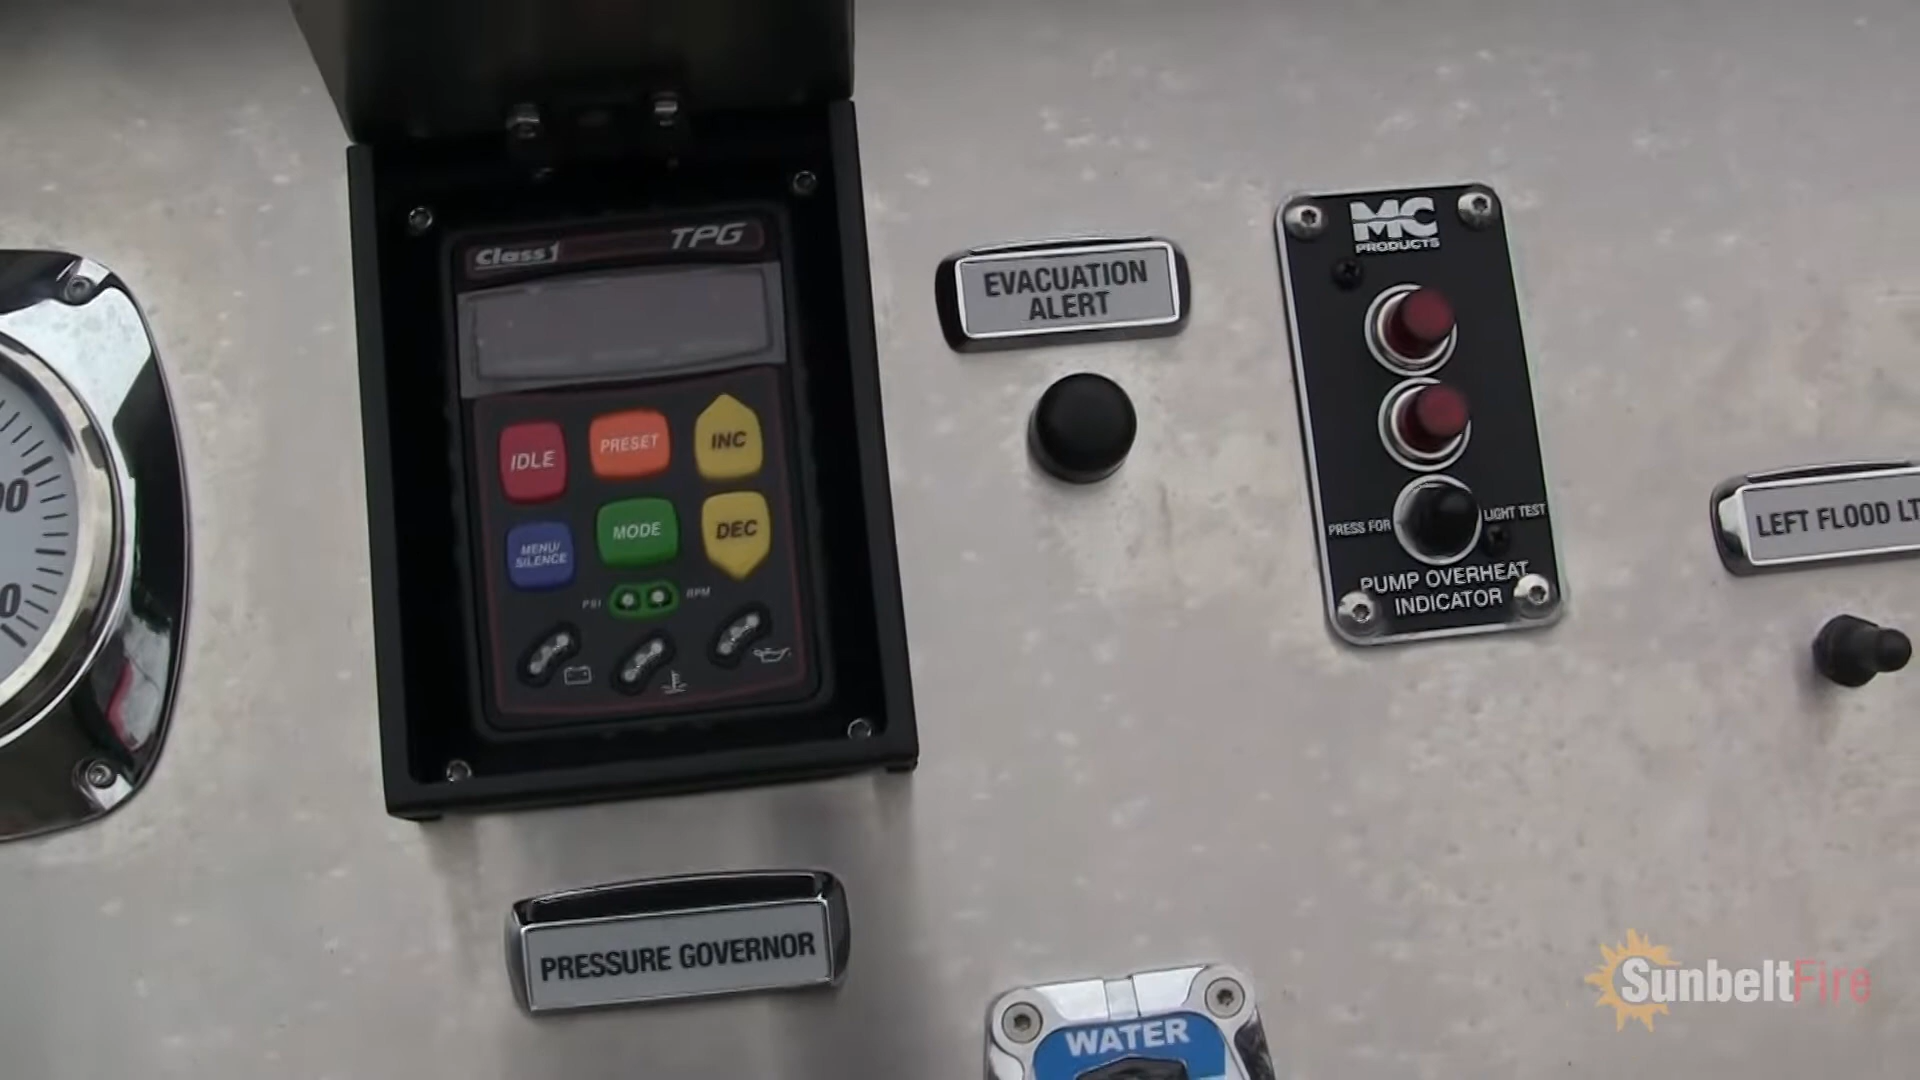 Class1
TPG
IDLE
PRESET
INC
MENU/
SILENCE
MODE
DEC
PSI
RPM
PRESSURE GOVERNOR
EVACUATION
ALERT
MC
PRODUCTS
PRESS FOR
LIGHT TEST
PUMP OVERHEAT
INDICATOR
LEFT FLOOD LT
WATER
SunbeltFire